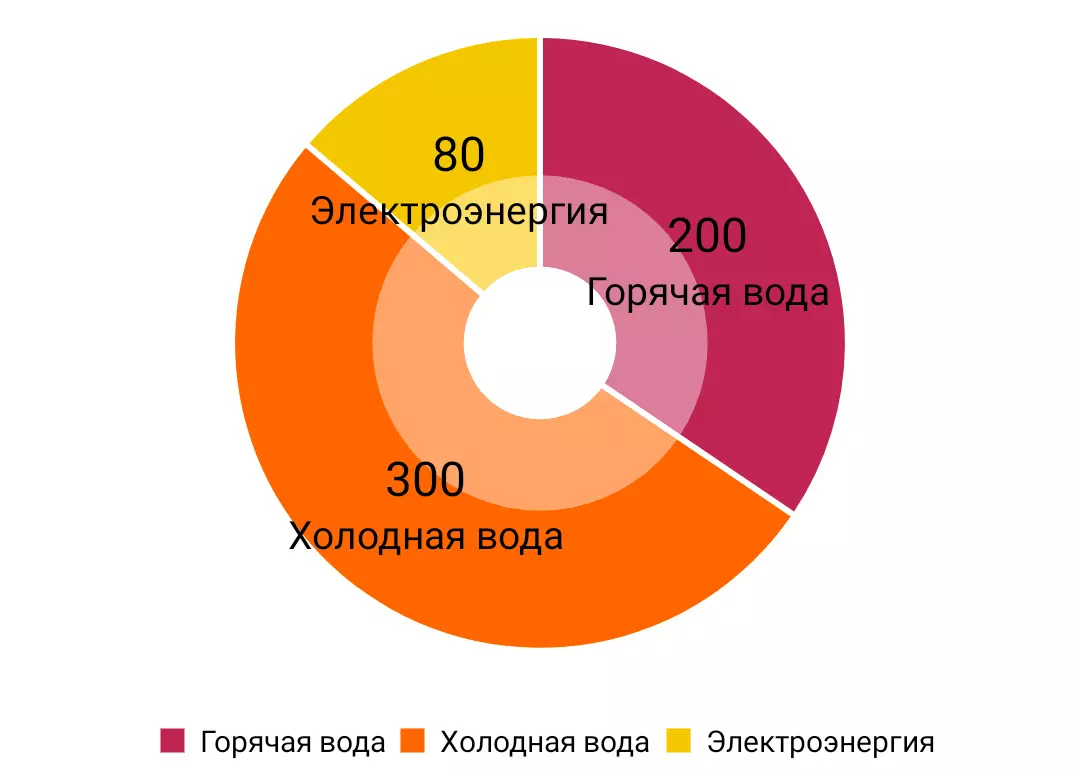 80
Электроэнергия
200
Горячая вода
300
Холодная вода
Горячая вода Холодная вода Электроэнергия